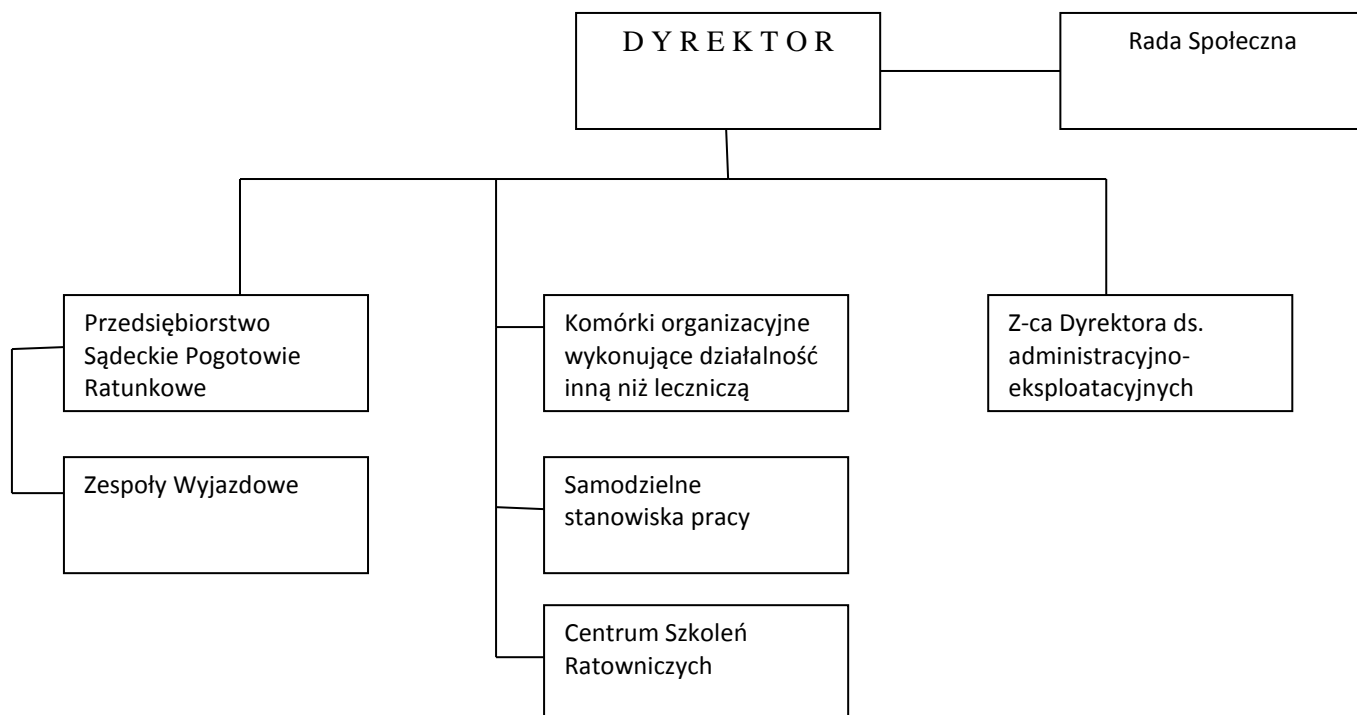 D Y R E K T O R
Rada Społeczna
Przedsiębiorstwo
Sądeckie Pogotowie
Ratunkowe
Komórki organizacyjne
wykonujące działalność
inną niż leczniczą
Z-ca Dyrektora ds.
administracyjno-
eksploatacyjnych
Zespoły Wyjazdowe
Samodzielne
stanowiska pracy
Centrum Szkoleń
Ratowniczych